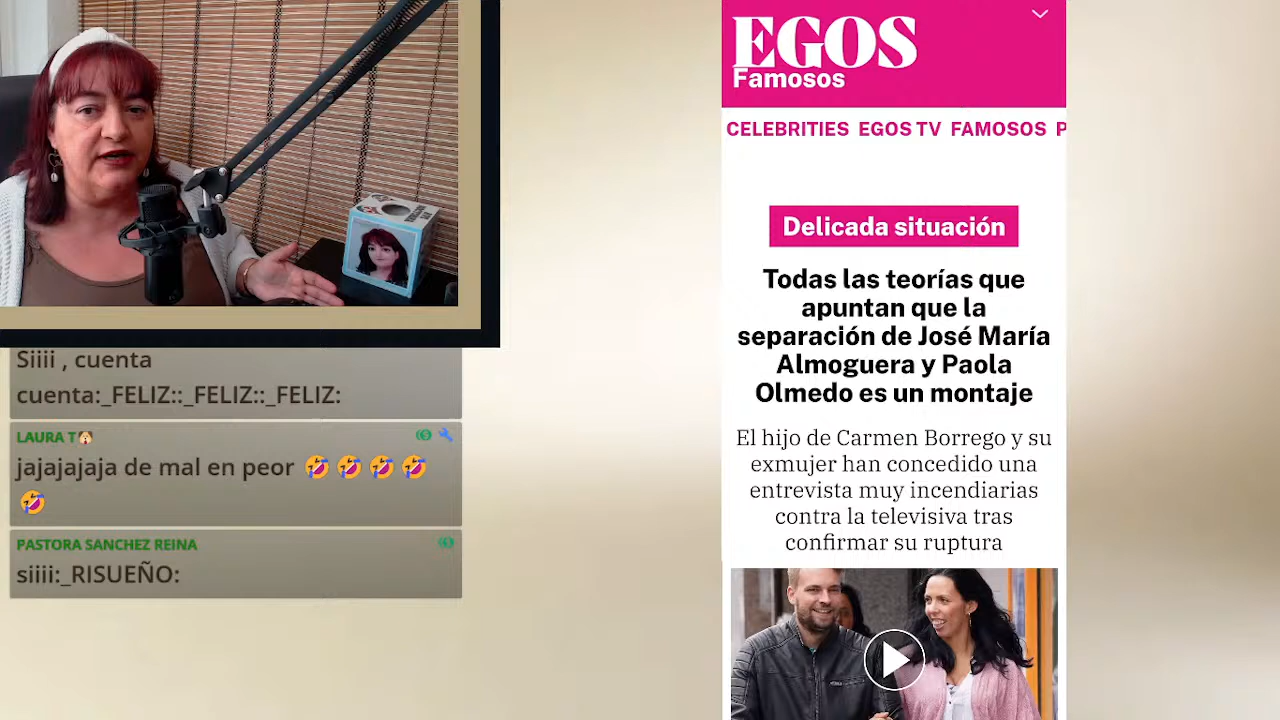 Siiii , cuenta
cuenta:_FELIZ::_FELIZ::_FELIZ:
LAURA T
jajajajaja de mal en peor 🤣🤣🤣🤣
🤣
PASTORA SANCHEZ REINA
siiii:_RISUEÑO:
EGOS
Famosos
CELEBRITIES EGOS TV FAMOSOS P
Delicada situación
Todas las teorías que
apuntan que la
separación de José María
Almoguera y Paola
Olmedo es un montaje
El hijo de Carmen Borrego y su
exmujer han concedido una
entrevista muy incendiarias
contra la televisiva tras
confirmar su ruptura